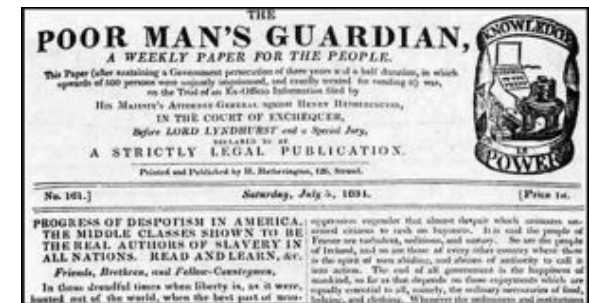 THE
POOR MAN'S GUARDIAN,
A WEEKLY PAPER FOR THE PEOPLE.
This Paper (after sustaining a Government persecution of three years and a half duration, in which
upwards of 500 persons were unjustly imprisoned, and cruelly treated for vending it) was,
on the Trial of an Ex-Officio Information filed by
HIS MAJESTY'S ATTORNEY GENERAL against HENRY HETHERINGTON,
IN THE COURT OF EXCHEQUER,
Before LORD LYNDHURST and a Special Jury,
DECLARED TO BE
A STRICTLY LEGAL PUBLICATION.
Printed and Published by H. Hetherington, 126, Strand.
KNOWLEDGE
IS
POWER
No. 161.]
Saturday, July 5, 1834.
[Price 1d.
PROGRESS OF DESPOTISM IN AMERICA.
THE MIDDLE CLASSES SHOWN TO BE
THE REAL AUTHORS OF SLAVERY IN
ALL NATIONS. READ AND LEARN, &c.
Friends, Brethren, and Fellow-Countrymen,
In these dreadful times when liberty is, as it were,
hunted out of the world, when the best part of
oppression engender that almost despair which animates
armed citizens to rush on bayonets. It is said the people of
France are turbulent, seditious, and unruly. So are the people
of Ireland, and so are those of every other country where there
is the spirit of men abiding, and abuses of authority to call it
into action. The end of all government is the happiness of
mankind, so far as that depends on those enjoyments which are
equally essential to all, namely, the ordinary necessaries of food,
lodging, and clothing. Whenever the